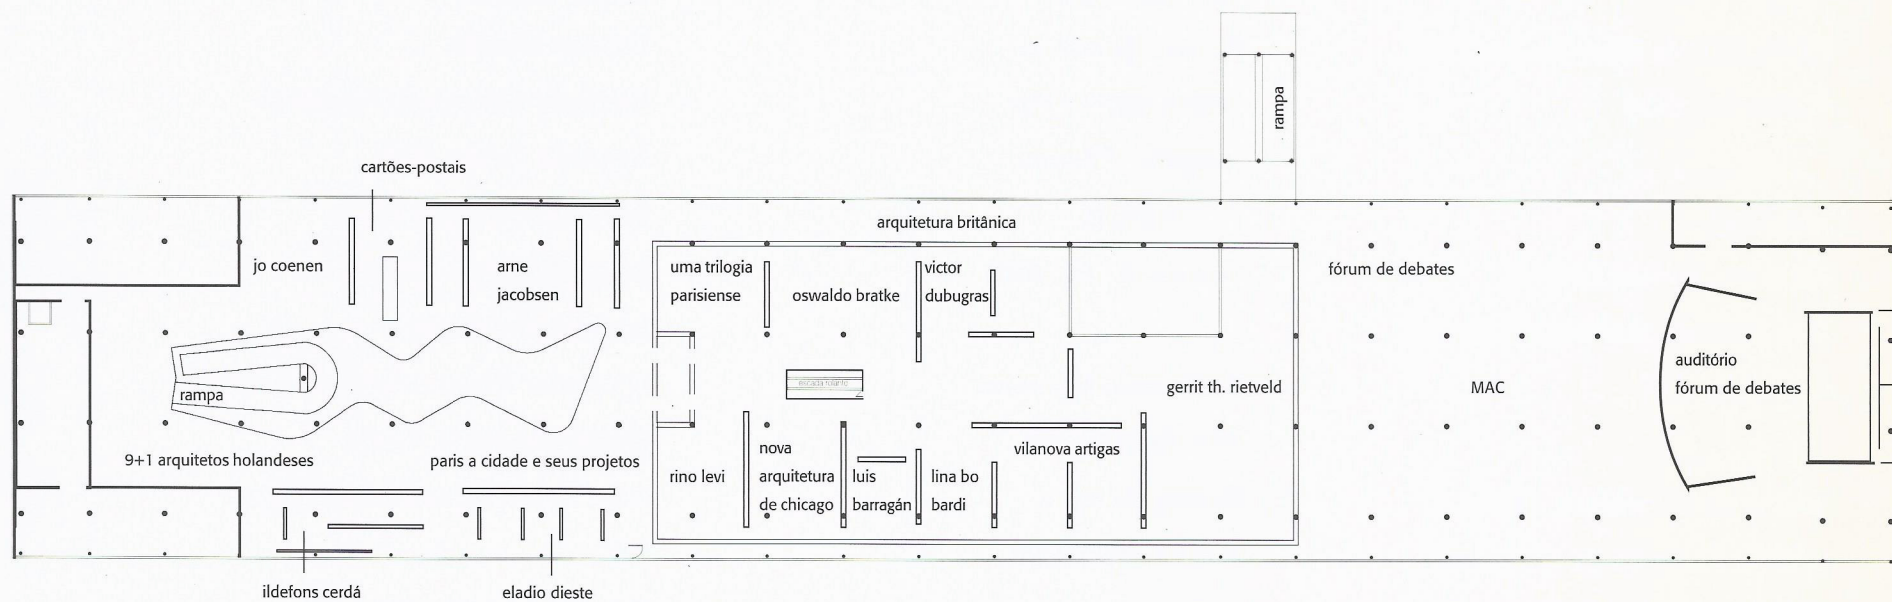 rampa
cartões-postais
arquitetura britânica
jo coenen
arne
jacobsen
uma trilogia
parisiense
oswaldo bratke
victor
dubugras
fórum de debates
rampa
escada rolante
gerrit th. rietveld
MAC
auditório
fórum de debates
9+1 arquitetos holandeses
paris a cidade e seus projetos
rino levi
nova
arquitetura
de chicago
luis
barragán
lina bo
bardi
vilanova artigas
ildefons cerdá
eladio dieste